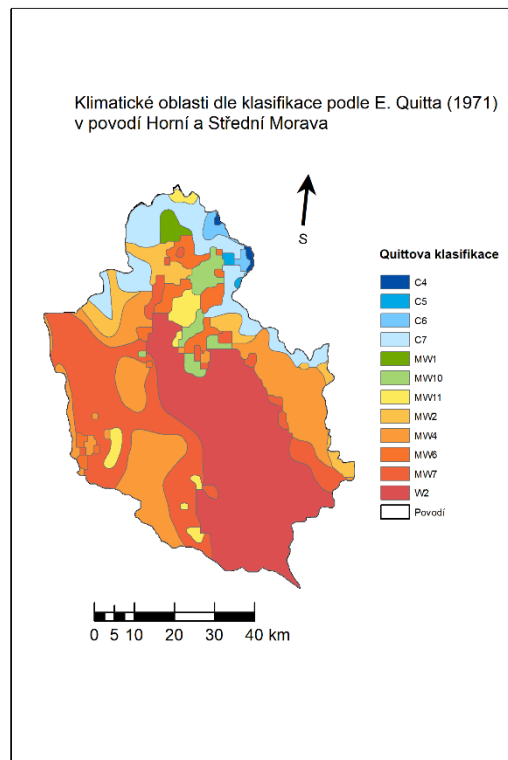 Klimatické oblasti dle klasifikace podle E. Quitta (1971)
v povodí Horní a Střední Morava
S
Quittova klasifikace
C4
C5
C6
C7
MW1
MW10
MW11
MW2
MW4
MW6
MW7
W2
Povodí
0 5 10 20 30 40 km